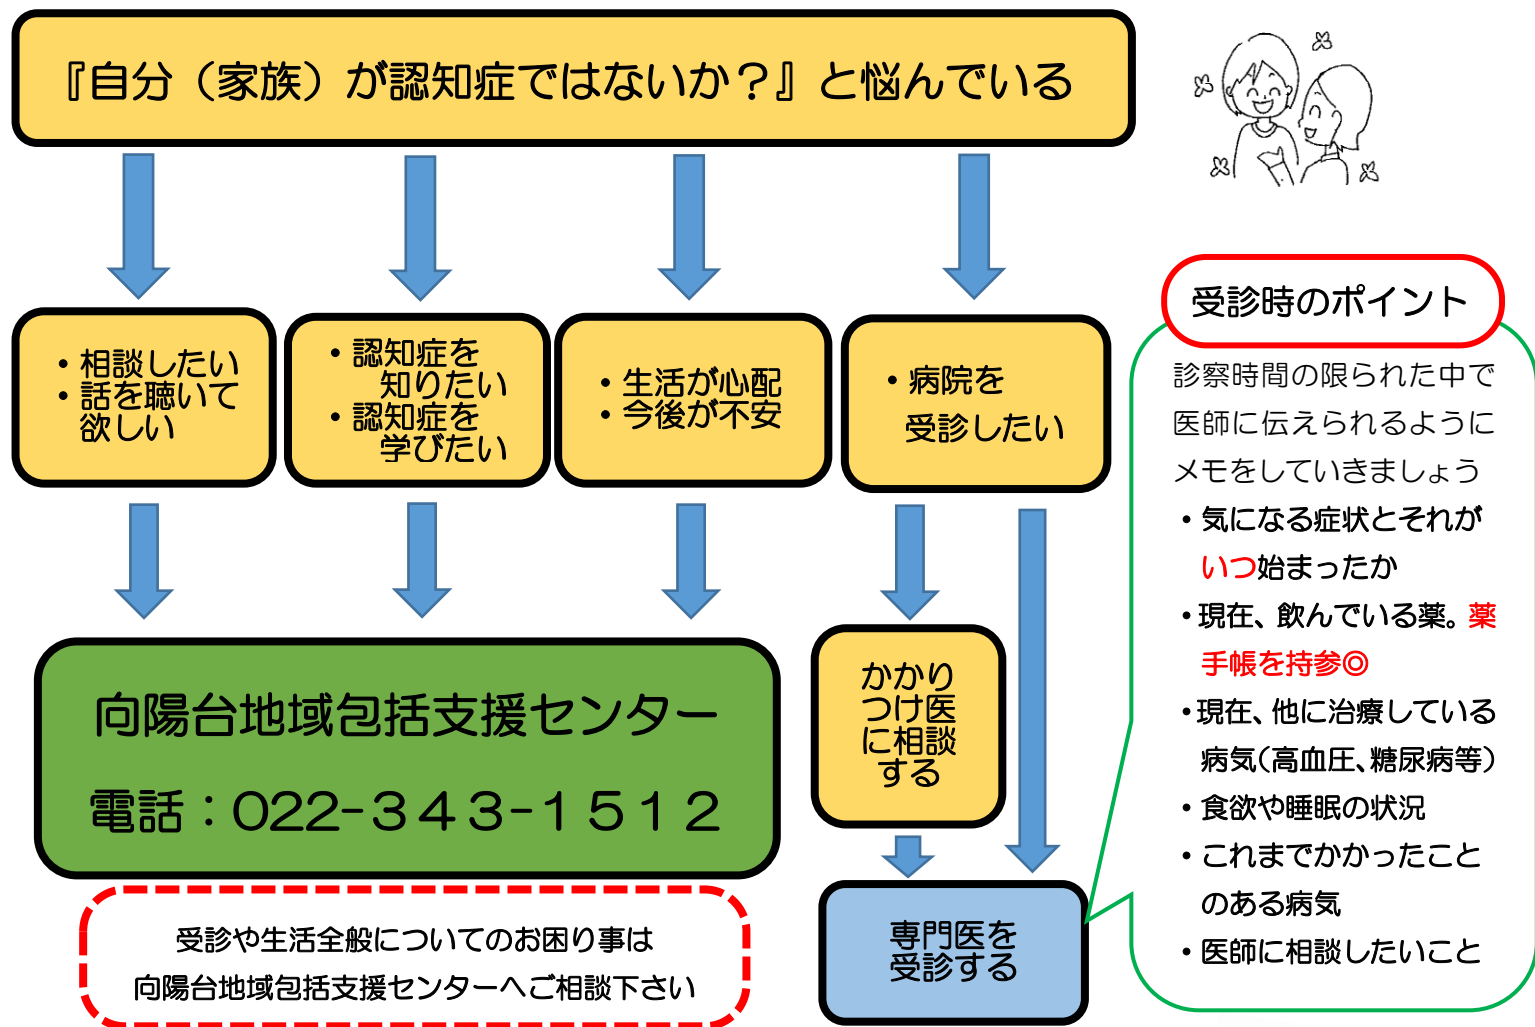 『自分（家族）が認知症ではないか？』と悩んでいる
・相談したい
・話を聴いて
欲しい
・認知症を
知りたい
・認知症を
学びたい
・生活が心配
・今後が不安
・病院を
受診したい
向陽台地域包括支援センター
電話：022-３４３-１５１２
受診や生活全般についてのお困り事は
向陽台地域包括支援センターへご相談下さい
かかり
つけ医
に相談
する
専門医を
受診する
受診時のポイント
診察時間の限られた中で
医師に伝えられるように
メモをしていきましょう
・気になる症状とそれが
いつ始まったか
・現在、飲んでいる薬。薬
手帳を持参◎
・現在、他に治療している
病気（高血圧、糖尿病等）
・食欲や睡眠の状況
・これまでかかったこと
のある病気
・医師に相談したいこと